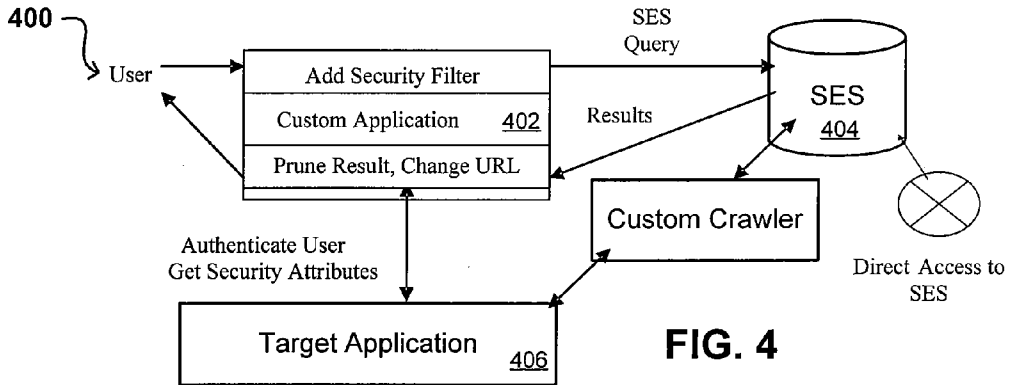 400
User
Add Security Filter
Custom Application 402
Prune Result, Change URL
SES
Query
Results
SES
404
Custom Crawler
Direct Access to
SES
Authenticate User
Get Security Attributes
Target Application 406
FIG. 4